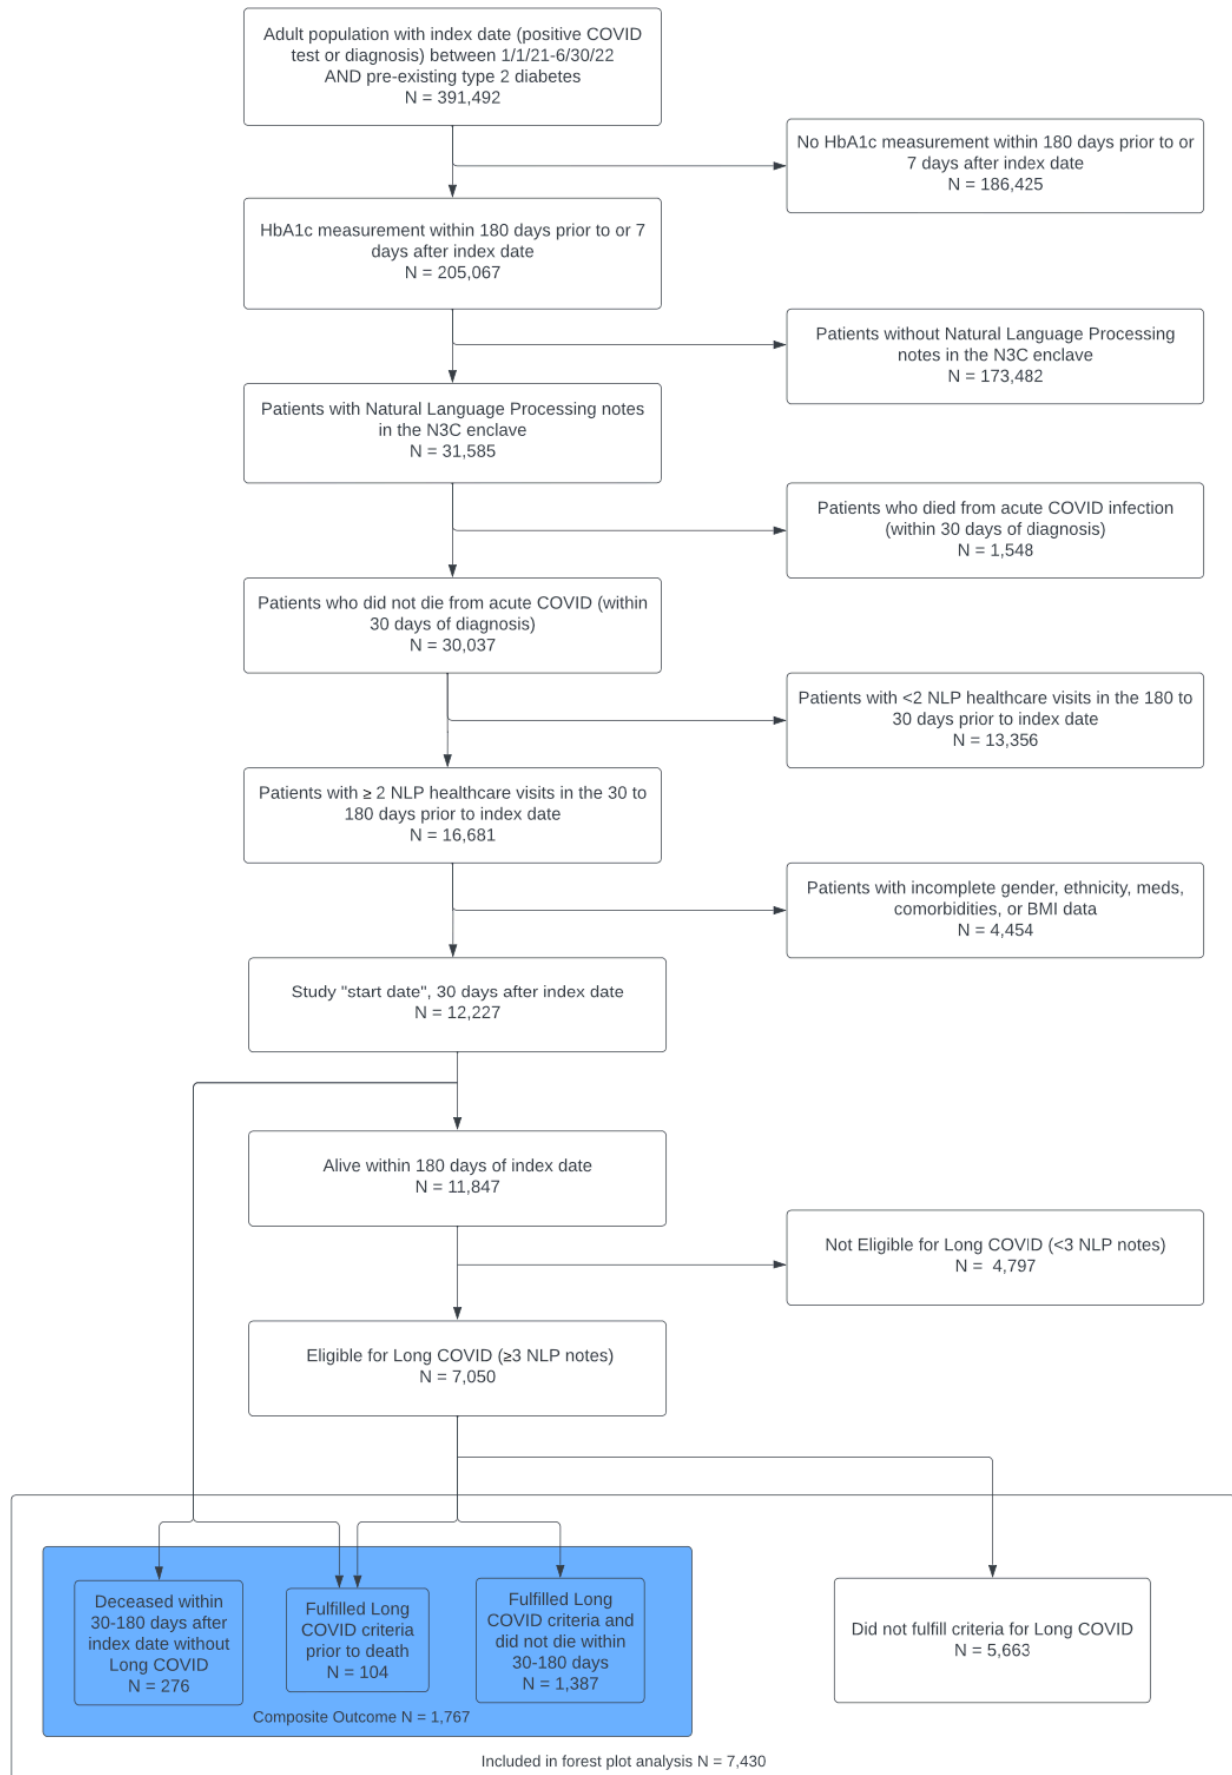 Adult population with index date (positive COVID
test or diagnosis) between 1/1/21-6/30/22
AND pre-existing type 2 diabetes
N = 391,492
No HbA1c measurement within 180 days prior to or
7 days after index date
N = 186,425
HbA1c measurement within 180 days prior to or 7
days after index date
N = 205,067
Patients without Natural Language Processing
notes in the N3C enclave
N = 173,482
Patients with Natural Language Processing notes
in the N3C enclave
N = 31,585
Patients who died from acute COVID infection
(within 30 days of diagnosis)
N = 1,548
Patients who did not die from acute COVID (within
30 days of diagnosis)
N = 30,037
Patients with <2 NLP healthcare visits in the 180 to
30 days prior to index date
N = 13,356
Patients with ≥ 2 NLP healthcare visits in the 30 to
180 days prior to index date
N = 16,681
Patients with incomplete gender, ethnicity, meds,
comorbidities, or BMI data
N = 4,454
Study "start date", 30 days after index date
N = 12,227
Alive within 180 days of index date
N = 11,847
Not Eligible for Long COVID (<3 NLP notes)
N = 4,797
Eligible for Long COVID (≥3 NLP notes)
N = 7,050
Deceased within
30-180 days after
index date without
Long COVID
N = 276
Fulfilled Long
COVID criteria
prior to death
N = 104
Fulfilled Long
COVID criteria and
did not die within
30-180 days
N = 1,387
Did not fulfill criteria for Long COVID
N = 5,663
Composite Outcome N = 1,767
Included in forest plot analysis N = 7,430